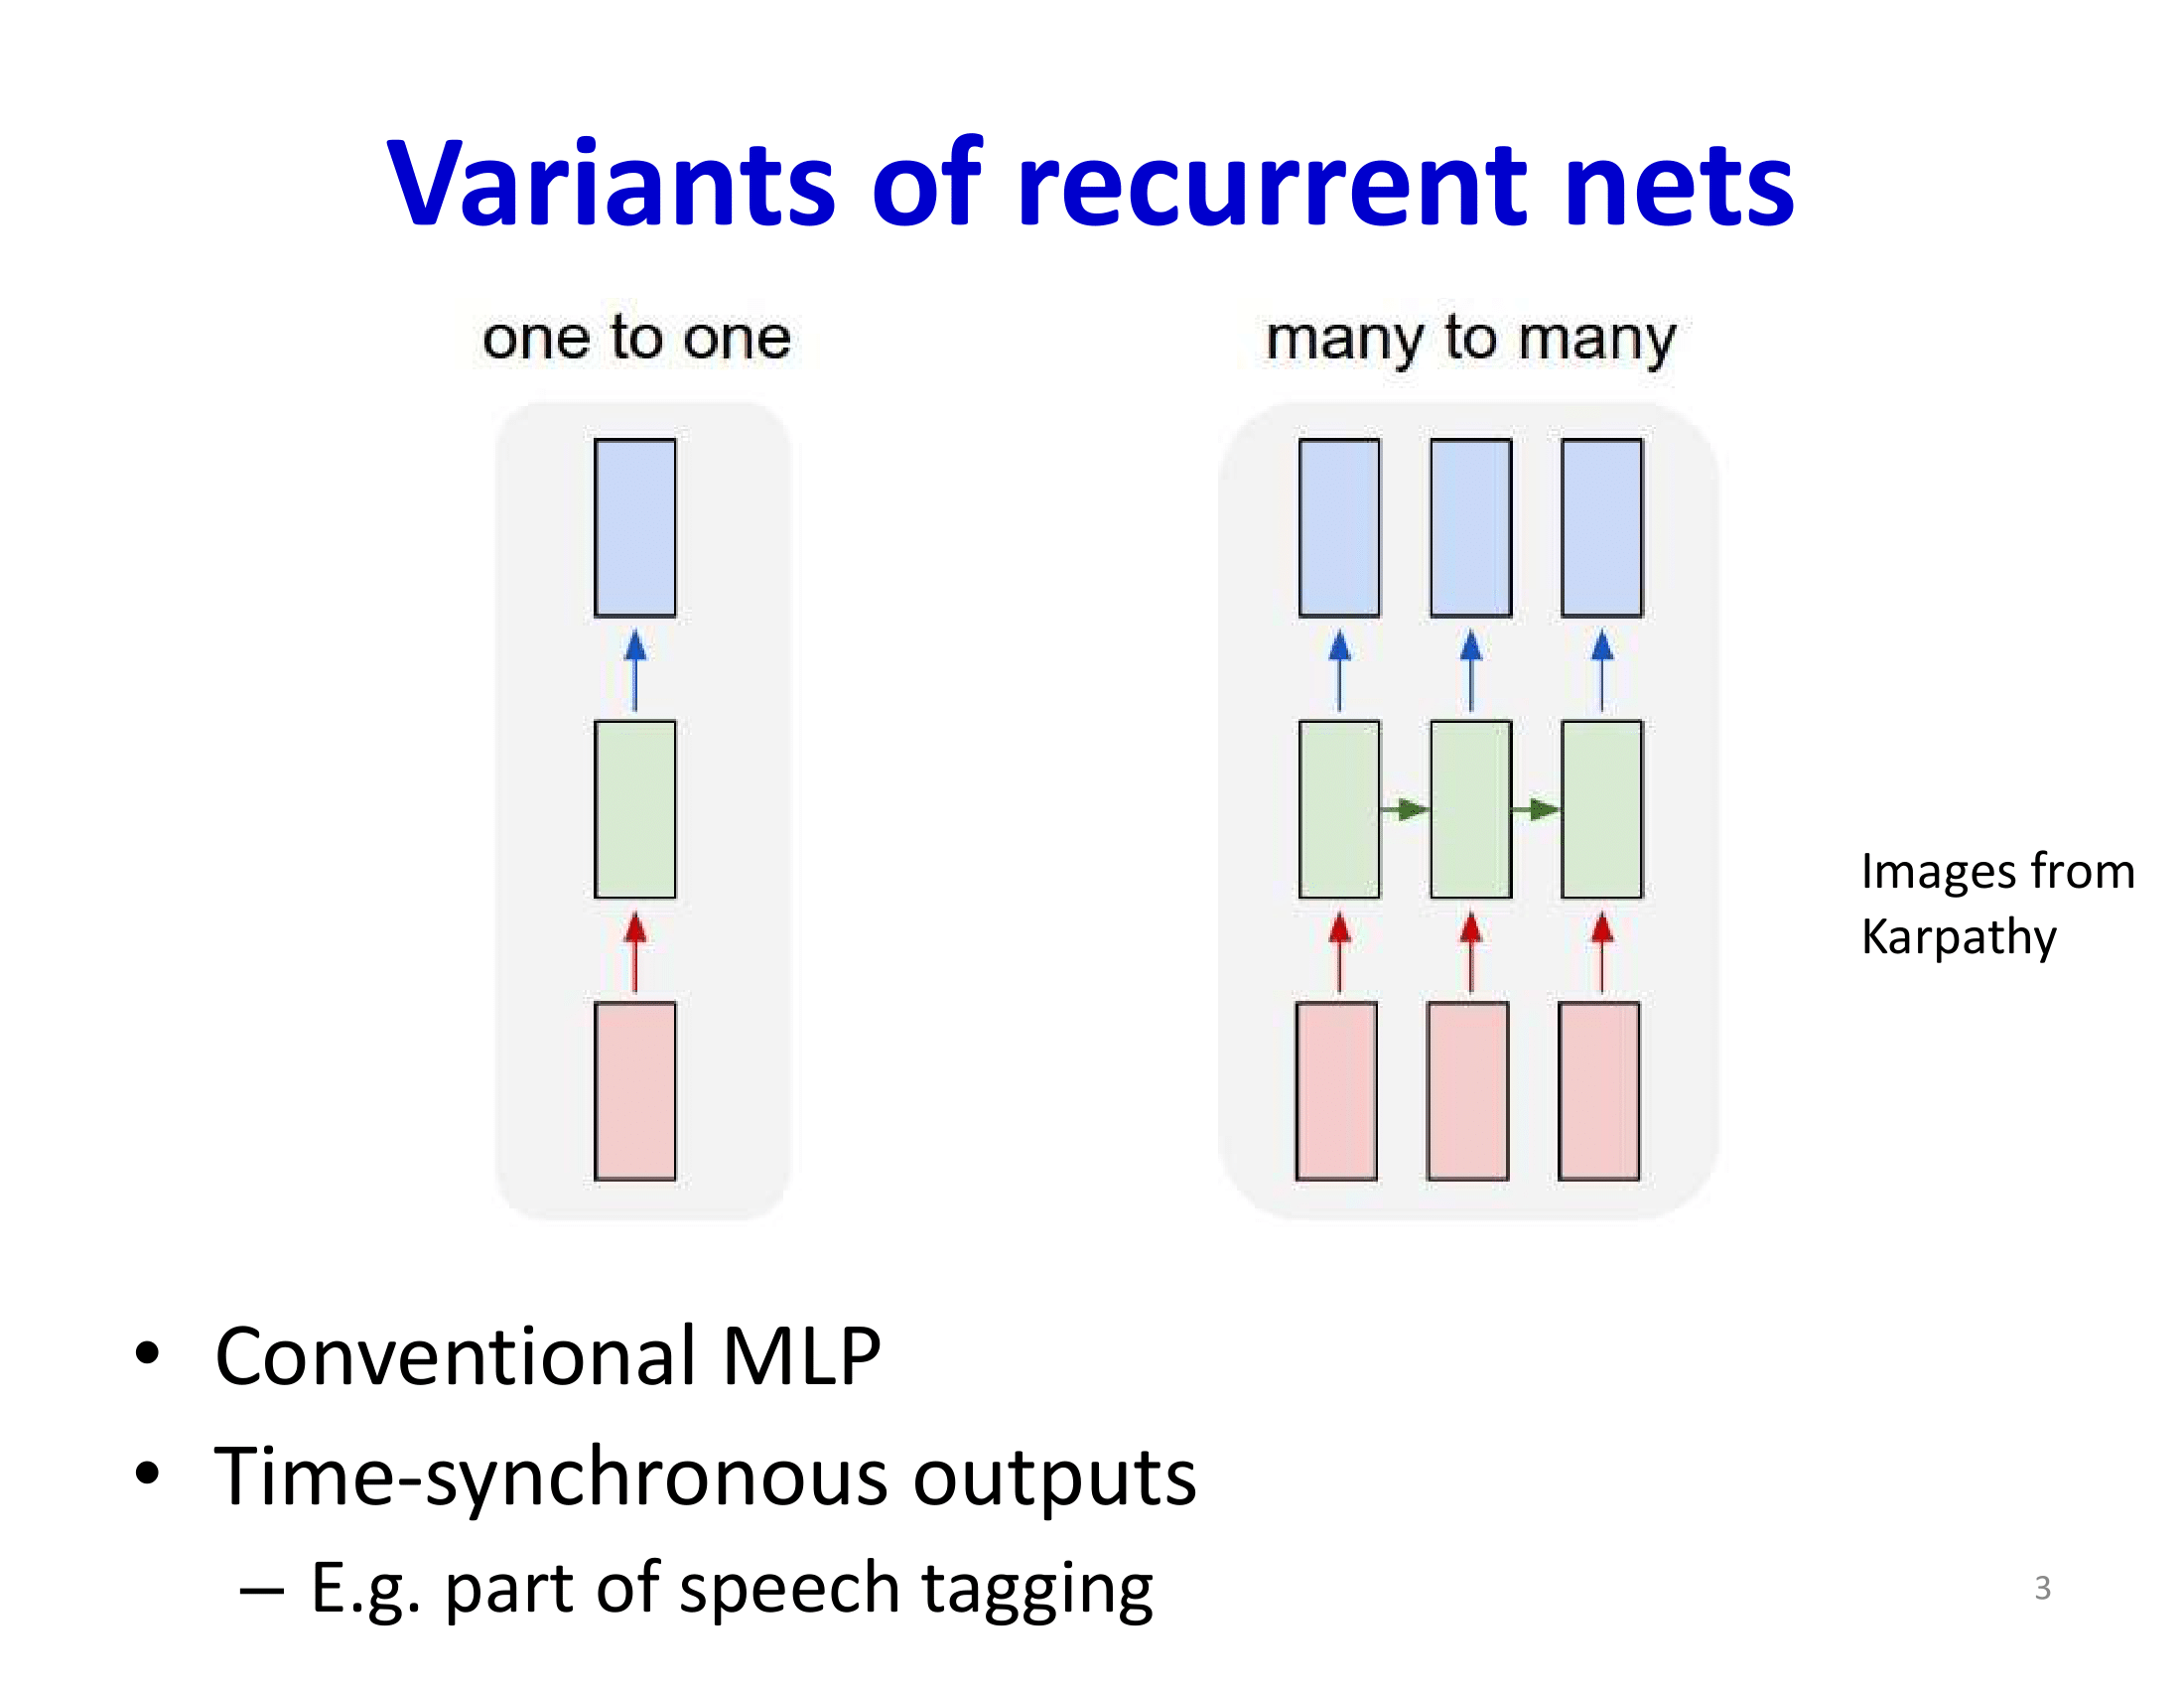 Variants of recurrent nets
one to one
many to many
Images from
Karpathy
• Conventional MLP
• Time-synchronous outputs
– E.g. part of speech tagging
3